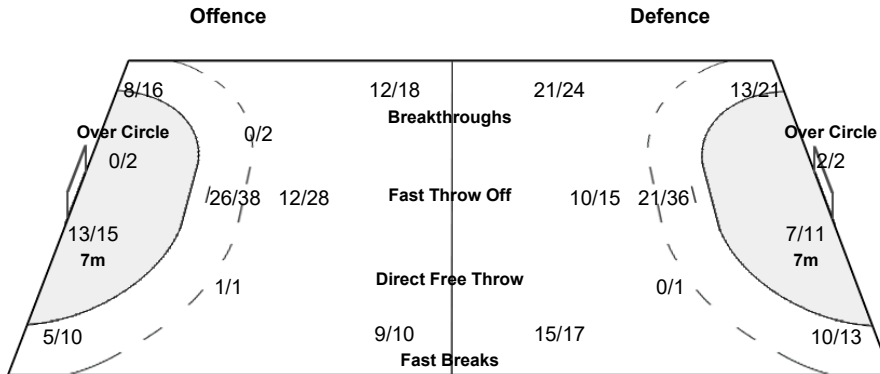 Offence Defence
8/16 12/18 21/24 13/21
Breakthroughs
Over Circle 0/2 Over Circle
0/2 2/2
26/38 12/28 Fast Throw Off 10/15 21/36
13/15 7/11
7m 7m
Direct Free Throw
1/1 0/1
5/10 9/10 15/17 10/13
Fast Breaks